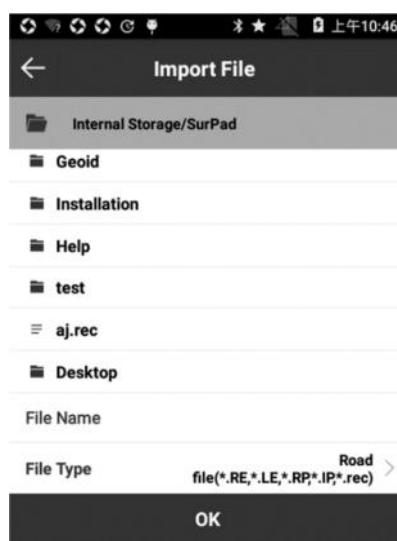 上午10:46
Import File
Internal Storage/SurPad
Geoid
Installation
Help
test
aj.rec
Desktop
File Name
File Type
Road
file(*.RE,*.LE,*.RP,*.IP,*.rec)
OK